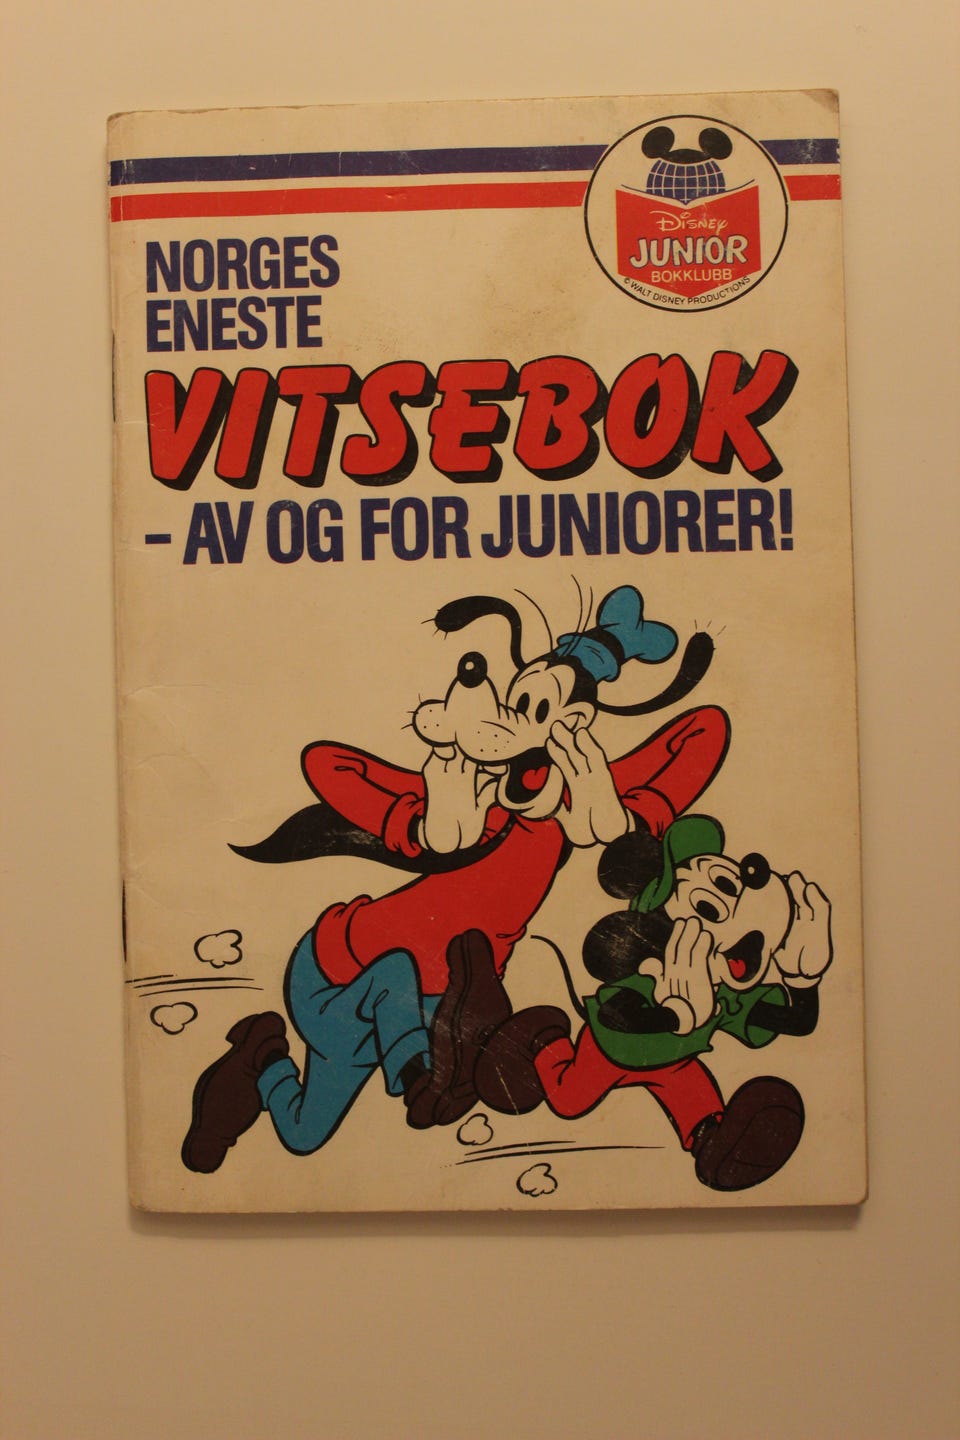 Disney
JUNIOR
BOKKLUBB
© WALT DISNEY PRODUCTIONS
NORGES
ENESTE
VITSEBOK
- AV OG FOR JUNIORER!